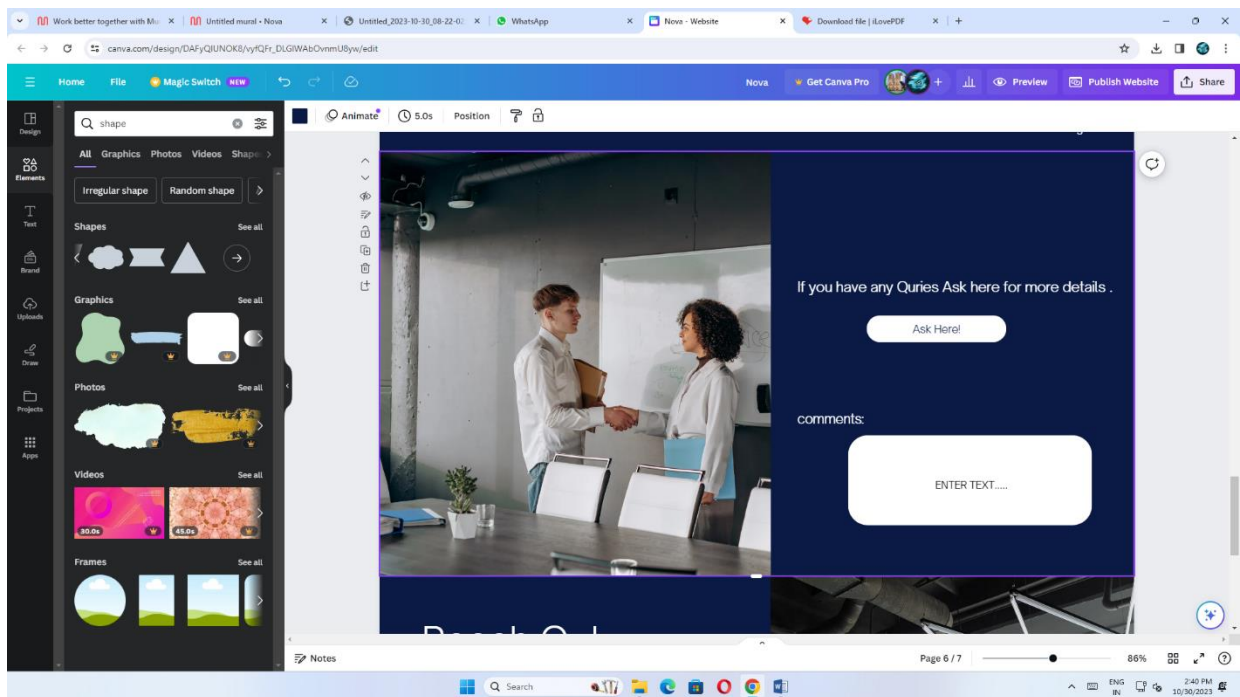 Work better together with Mu
Untitled mural • Nova
Untitled_2023-10-30_08-22-02
WhatsApp
Nova - Website
Download file | iLovePDF
canva.com/design/DAFyQIUNOK8/vyfQFr_DLGIWAbOvnmU8yw/edit
Home File Magic Switch NEW
Nova Get Canva Pro Preview Publish Website Share
Design
Elements
Text
Brand
Uploads
Draw
Projects
Apps
shape
All Graphics Photos Videos Shape
Irregular shape Random shape
Shapes See all
Graphics See all
Photos See all
Videos See all
30.0s 45.0s
Frames See all
Animate 5.0s Position
If you have any Quries Ask here for more details .
Ask Here!
comments:
ENTER TEXT.....
Notes
Page 6 / 7 86%
Search
ENG
IN
2:40 PM
10/30/2023